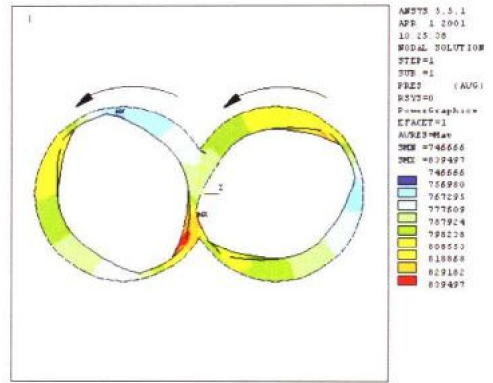 1
ANSYS 5.5.1
APR 1 2001
10:25:38
NODAL SOLUTION
STEP=1
SUB =1
PRES (AVG)
RSYS=0
PowerGraphics
EFACET=1
AVRES=Mat
SMN =746666
SMX =839497
746666
756980
767295
777609
787924
798238
808553
818868
829182
839497
Z
MX